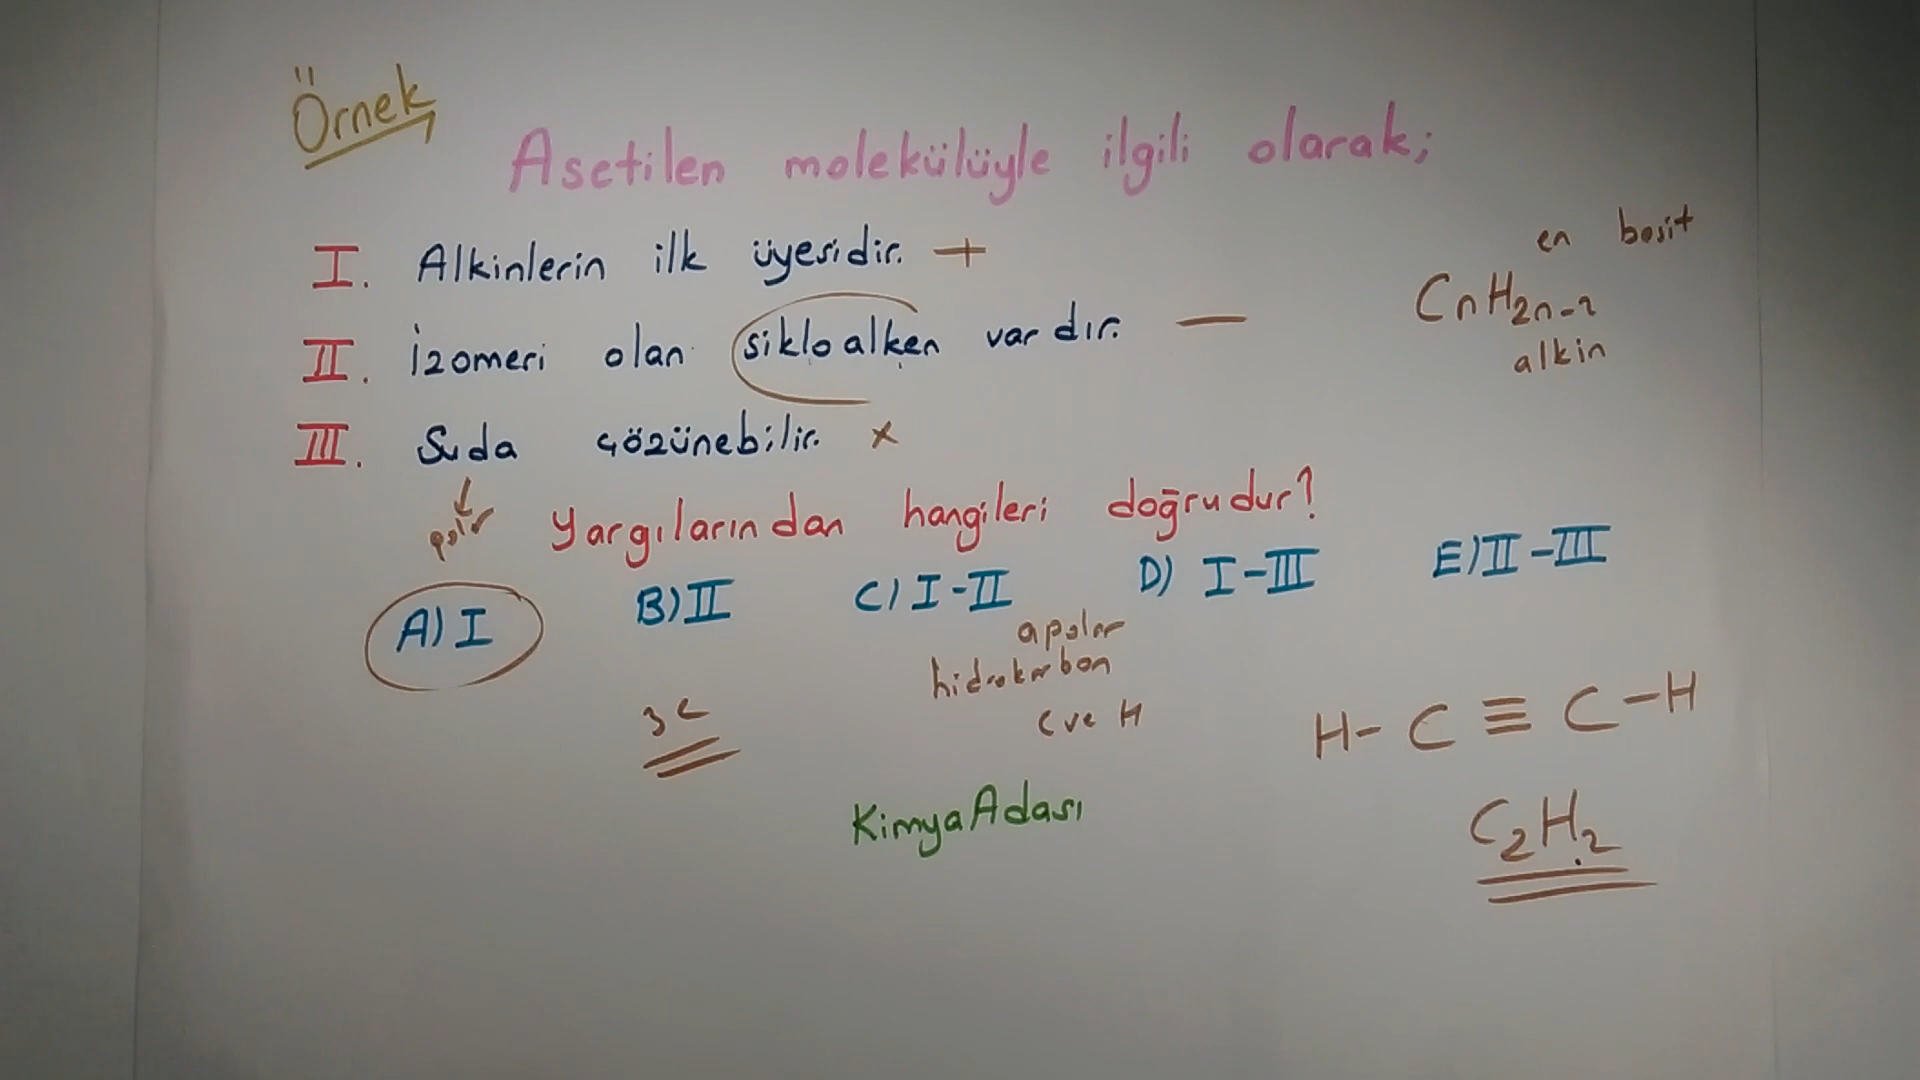 Örnek
Asetilen molekülüyle ilgili olarak;
I. Alkinlerin ilk üyesidir. +
II. İzomeri olan sikloalken vardır. —
III. Suda çözünebilir. x
polar
Yargılarından hangileri doğrudur?
A) I B) II C) I-II D) I-III E) II-III
en basit
CnH2n-2
alkin
apolar
hidrokarbon
C ve H
3C
H-C≡C-H
C2H2
KimyaAdası